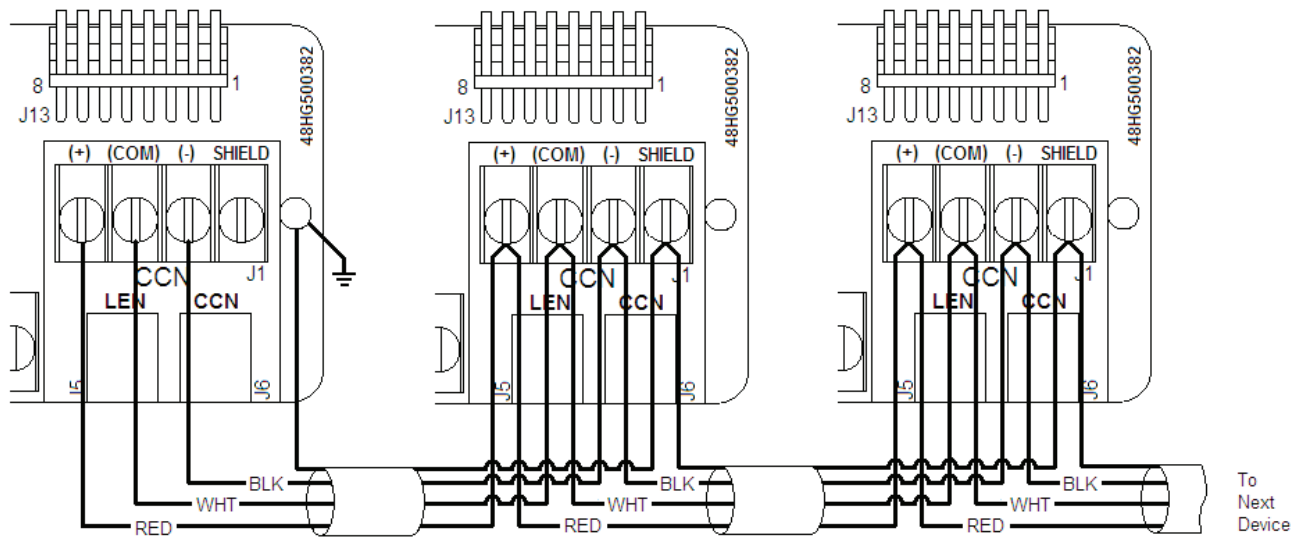 8 1
J13
48HG500382
(+) (COM) (-) SHIELD
J1
CCN
LEN CCN
J5 J6
BLK
WHT
RED
8 1
J13
48HG500382
(+) (COM) (-) SHIELD
J1
CCN
LEN CCN
J5 J6
BLK
WHT
RED
8 1
J13
48HG500382
(+) (COM) (-) SHIELD
J1
CCN
LEN CCN
J5 J6
BLK
WHT
RED
To
Next
Device